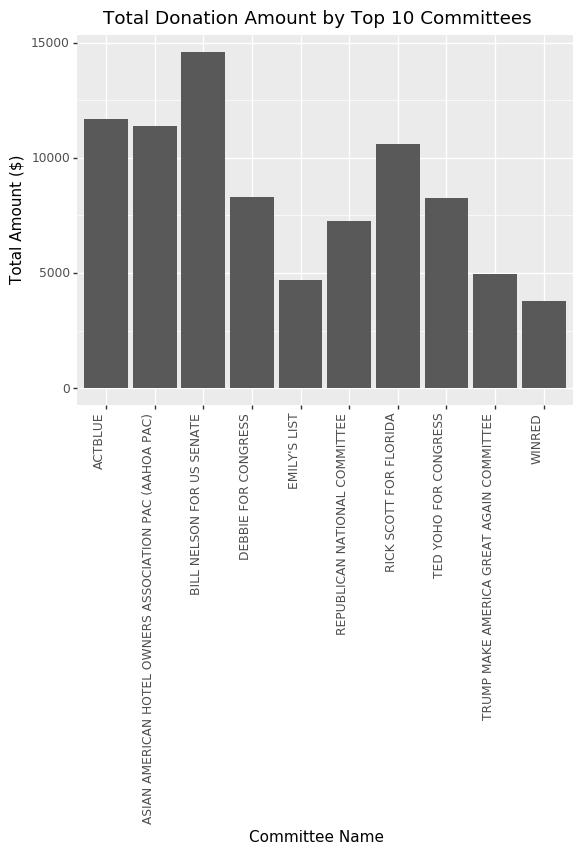 Total Donation Amount by Top 10 Committees
Total Amount ($)
15000
10000
5000
0
ACTBLUE
ASIAN AMERICAN HOTEL OWNERS ASSOCIATION PAC (AAHOA PAC)
BILL NELSON FOR US SENATE
DEBBIE FOR CONGRESS
EMILY'S LIST
REPUBLICAN NATIONAL COMMITTEE
RICK SCOTT FOR FLORIDA
TED YOHO FOR CONGRESS
TRUMP MAKE AMERICA GREAT AGAIN COMMITTEE
WINRED
Committee Name